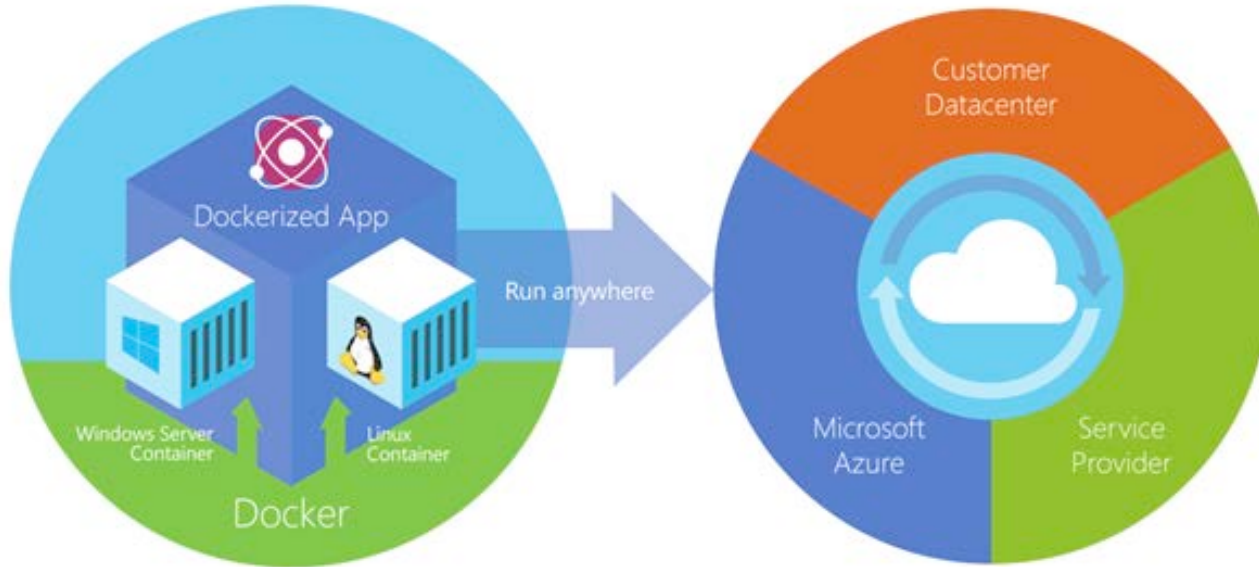 Dockerized App
Windows Server
Container
Linux
Container
Docker
Run anywhere
Customer
Datacenter
Microsoft
Azure
Service
Provider